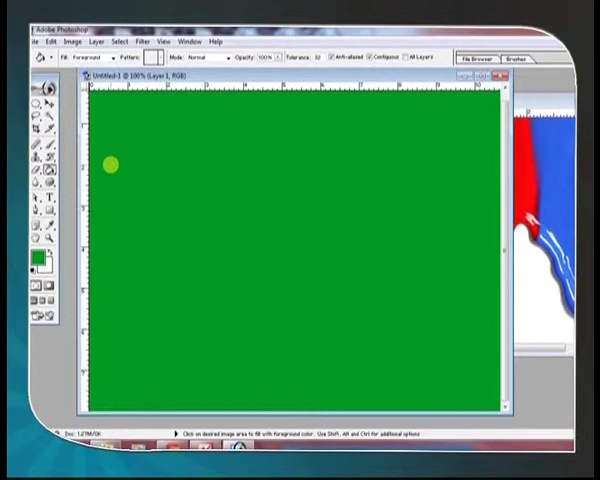 Adobe Photoshop
ile Edit Image Layer Select Filter View Window Help
Fill: Foreground Pattern: Mode: Normal Opacity: 100% Tolerance: 32 Anti-aliased Contiguous All Layers File Browser Brushes
Untitled-1 @ 100% (Layer 1, RGB)
Doc: 1.27M/0K Click on desired image area to fill with foreground color. Use Shift, Alt and Ctrl for additional options